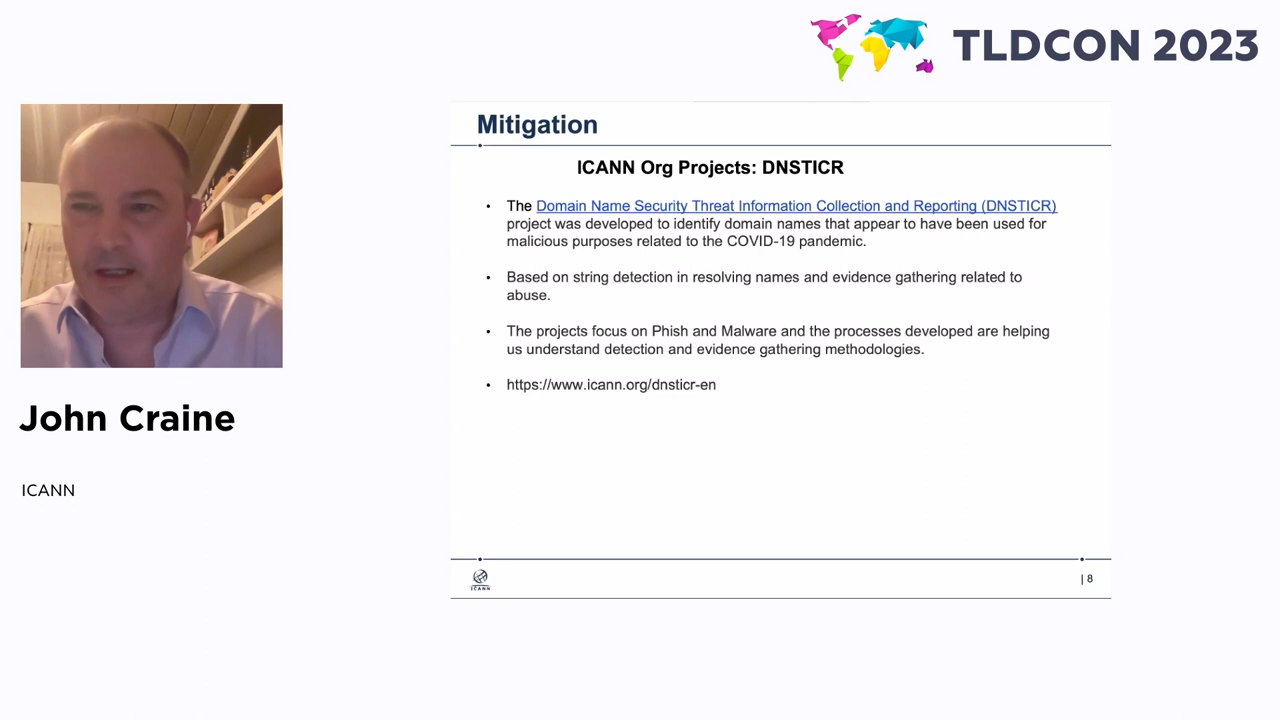 TLDCON 2023
John Craine
ICANN
Mitigation
ICANN Org Projects: DNSTICR
• The Domain Name Security Threat Information Collection and Reporting (DNSTICR)
project was developed to identify domain names that appear to have been used for
malicious purposes related to the COVID-19 pandemic.
• Based on string detection in resolving names and evidence gathering related to
abuse.
• The projects focus on Phish and Malware and the processes developed are helping
us understand detection and evidence gathering methodologies.
• https://www.icann.org/dnsticr-en
ICANN
| 8